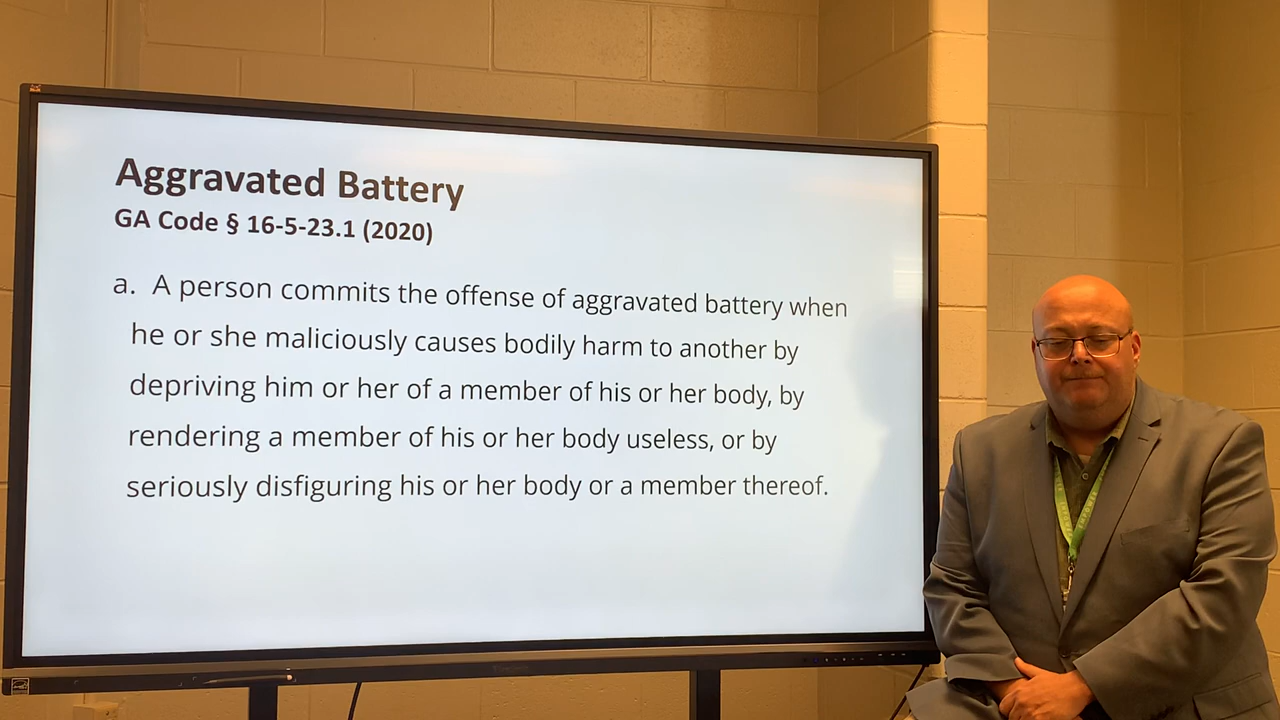 Aggravated Battery
GA Code § 16-5-23.1 (2020)
a. A person commits the offense of aggravated battery when
he or she maliciously causes bodily harm to another by
depriving him or her of a member of his or her body, by
rendering a member of his or her body useless, or by
seriously disfiguring his or her body or a member thereof.